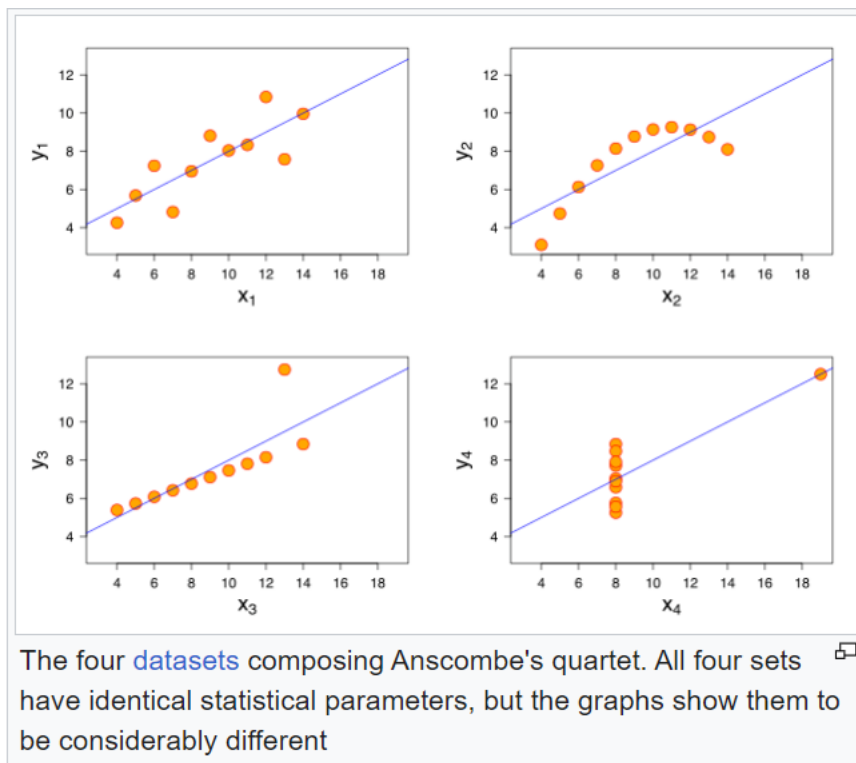 12
10
8
6
4
y1
4 6 8 10 12 14 16 18
x1
12
10
8
6
4
y2
4 6 8 10 12 14 16 18
x2
12
10
8
6
4
y3
4 6 8 10 12 14 16 18
x3
12
10
8
6
4
y4
4 6 8 10 12 14 16 18
x4
The four datasets composing Anscombe's quartet. All four sets
have identical statistical parameters, but the graphs show them to
be considerably different